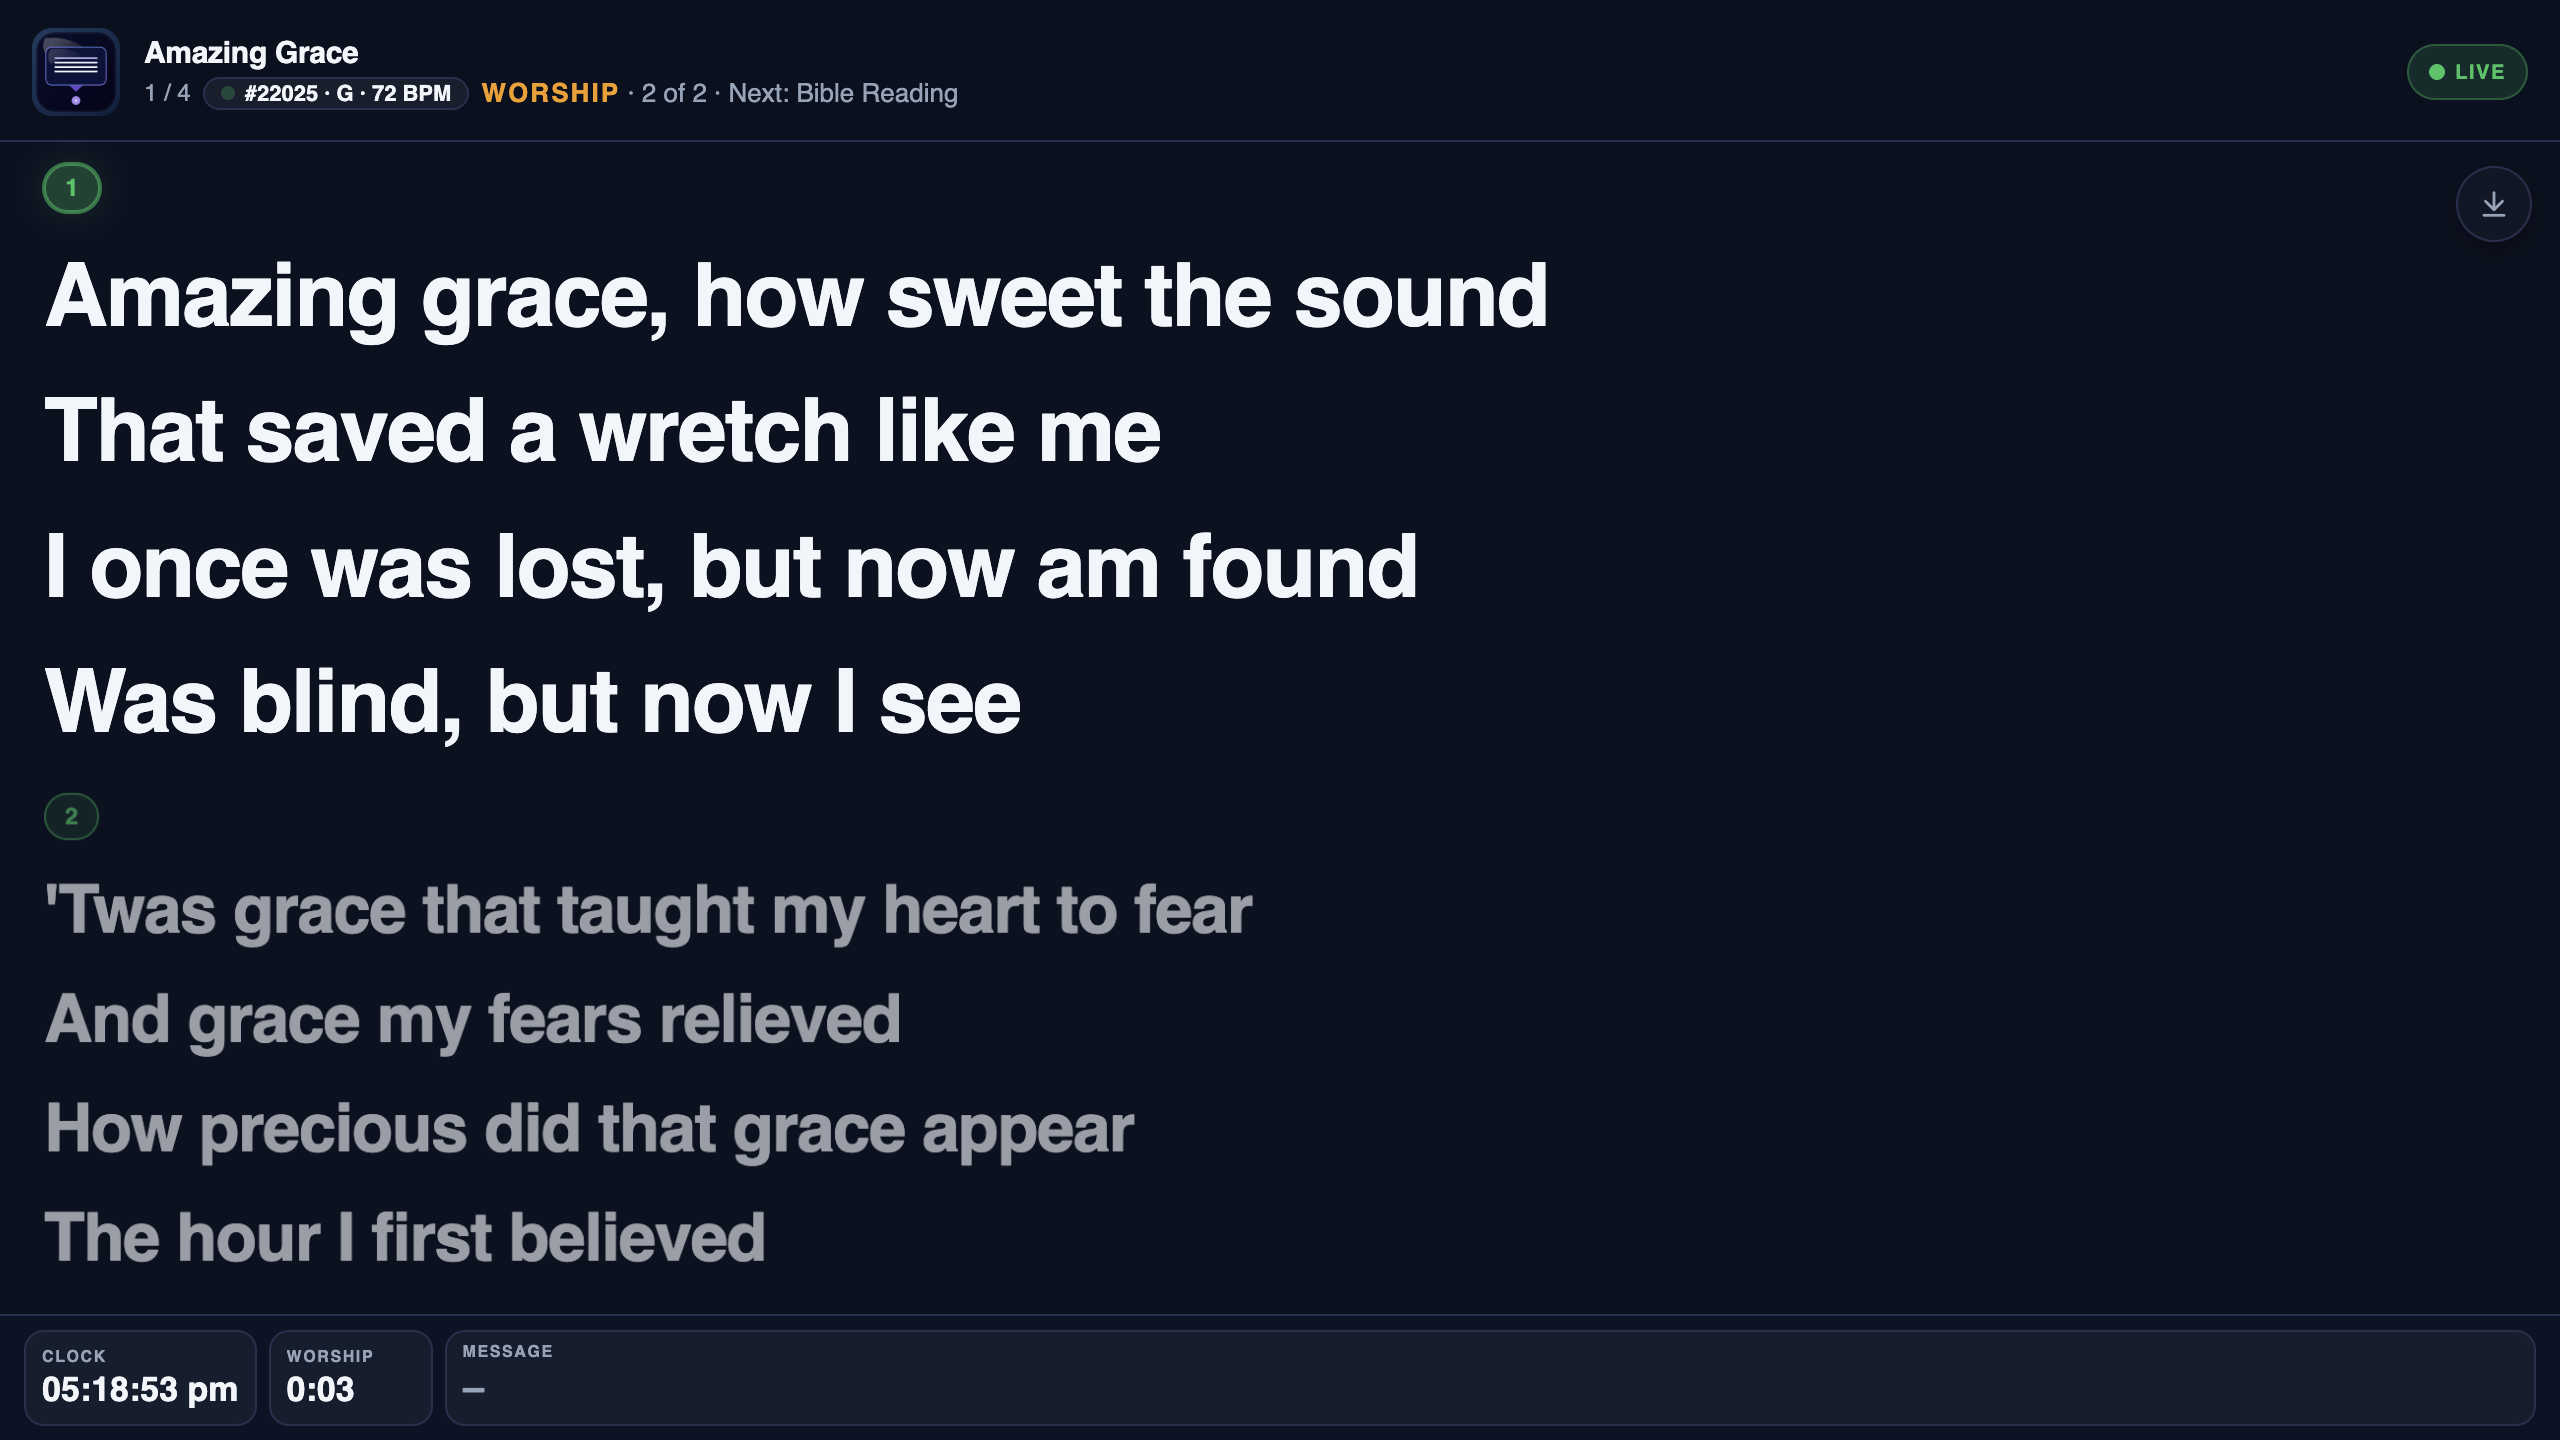 Amazing Grace
1 / 4 #22025 · G · 72 BPM WORSHIP · 2 of 2 · Next: Bible Reading
LIVE
1
Amazing grace, how sweet the sound
That saved a wretch like me
I once was lost, but now am found
Was blind, but now I see
2
'Twas grace that taught my heart to fear
And grace my fears relieved
How precious did that grace appear
The hour I first believed
CLOCK
05:18:53 pm
WORSHIP
0:03
MESSAGE
—